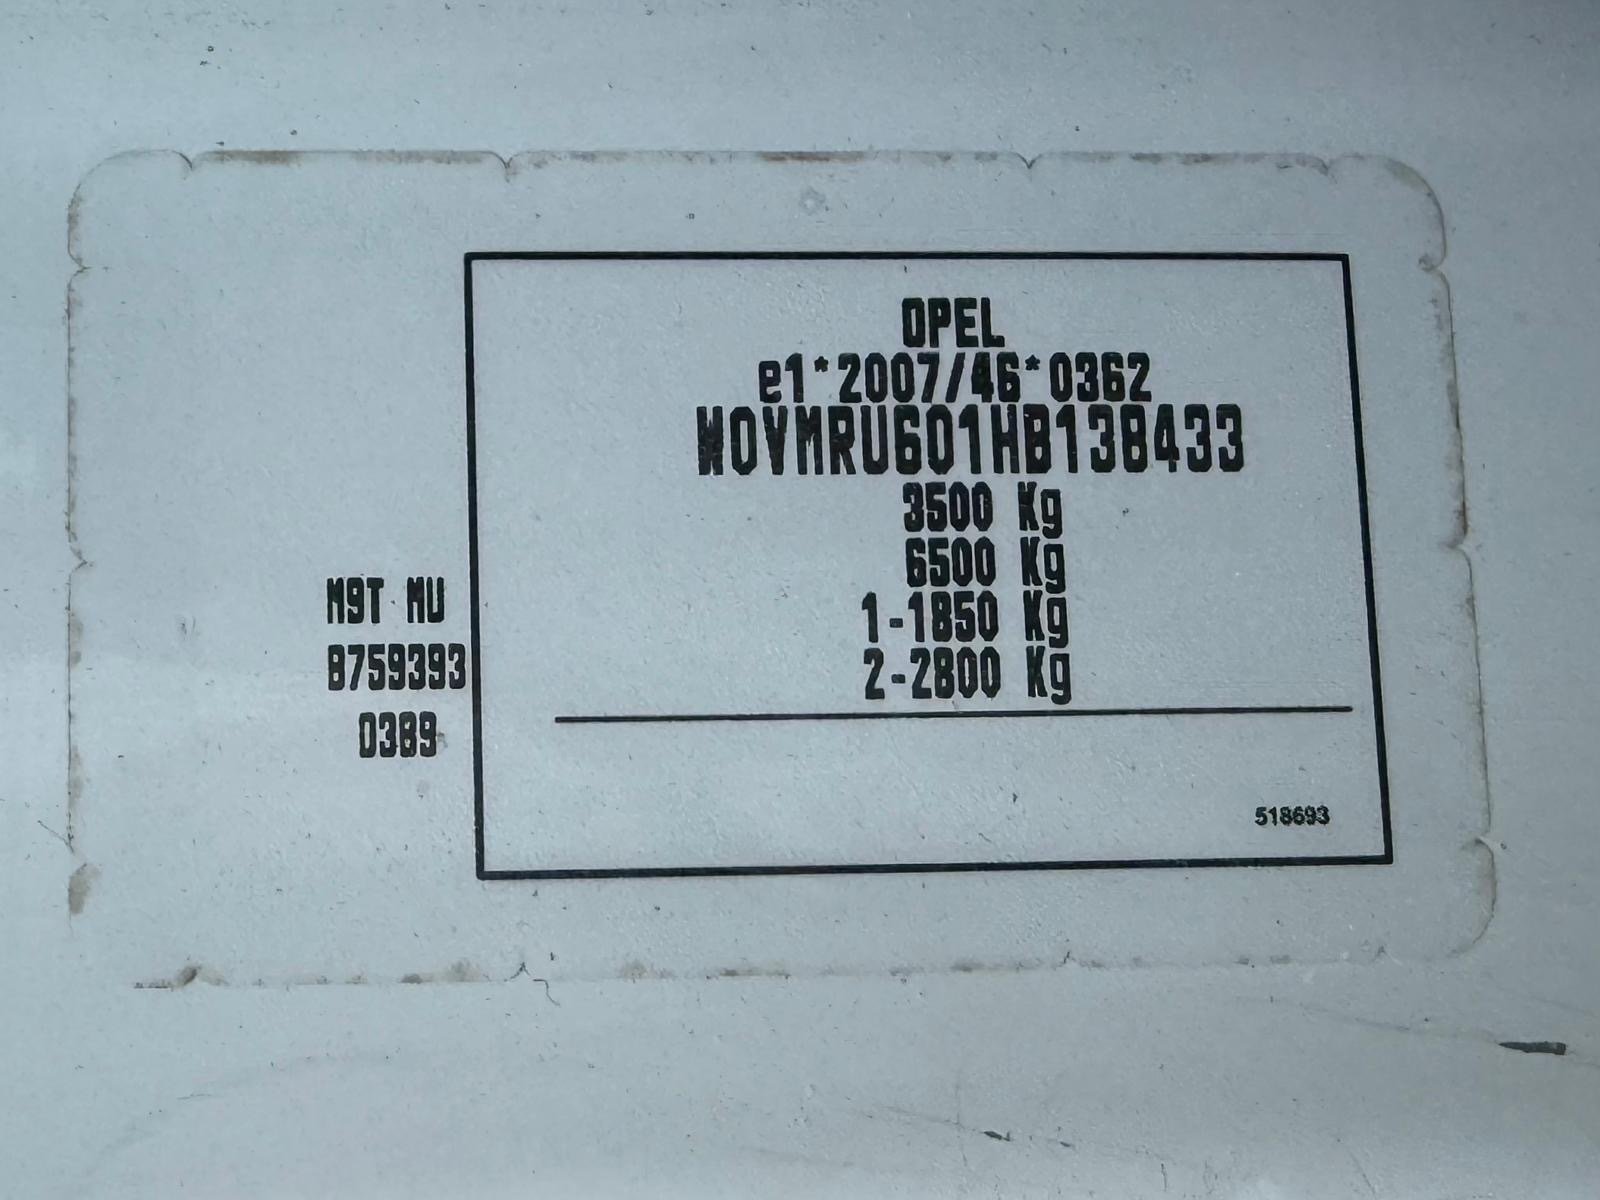 OPEL
e1*2007/46*0362
W0VMRU601HB138433
3500 Kg
6500 Kg
1-1850 Kg
2-2800 Kg
M9T MU
B759393
0389
518693